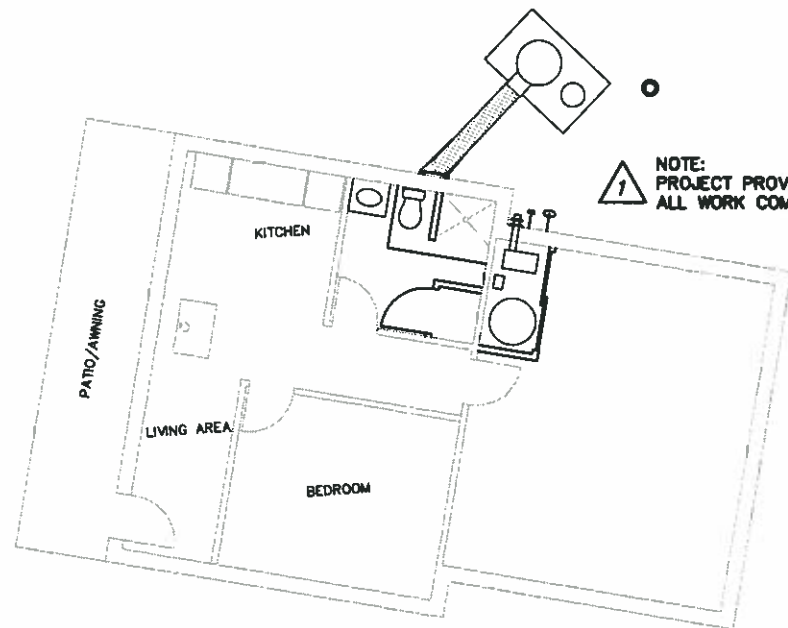 1
NOTE:
PROJECT PROV
ALL WORK COM
KITCHEN
PATIO/AWNING
LIVING AREA
BEDROOM